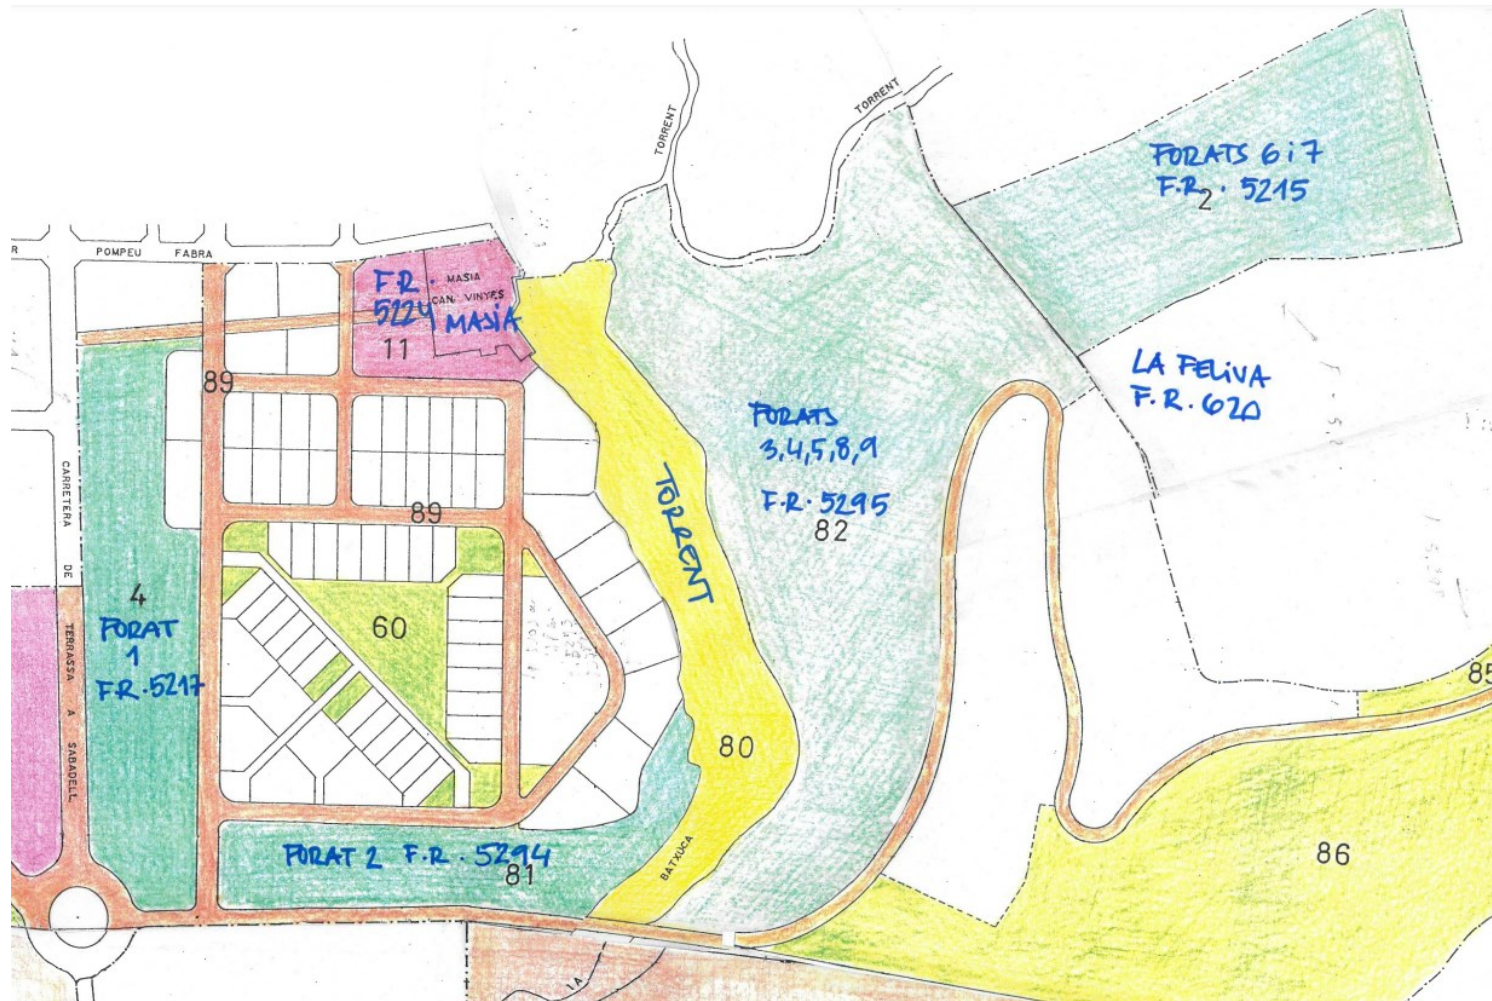 TORRENT
TORRENT
FORATS 6 i 7
F.R. 5215
2
R
POMPEU FABRA
F.R.
5224
MASIA
CAN VINYES
MASIA
11
89
LA FELIVA
F.R. 620
FORATS
3,4,5,8,9
F.R. 5295
82
89
TORRENT
CARRETERA DE TERRASSA A SABADELL
4
FORAT
1
F.R. 5217
60
80
85
86
FORAT 2 F.R. 5294
81
BATXUCA